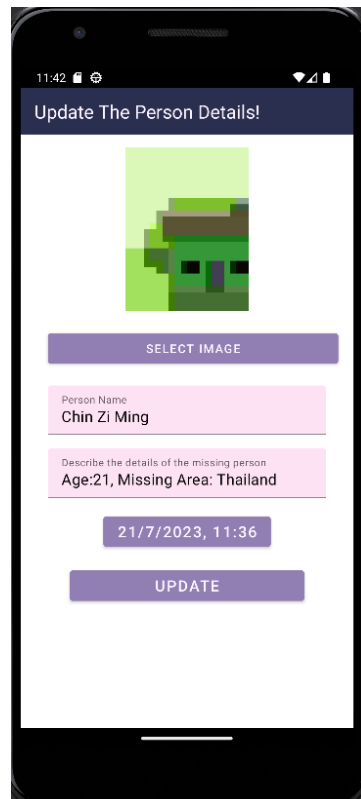 11:42
Update The Person Details!
SELECT IMAGE
Person Name
Chin Zi Ming
Describe the details of the missing person
Age:21, Missing Area: Thailand
21/7/2023, 11:36
UPDATE